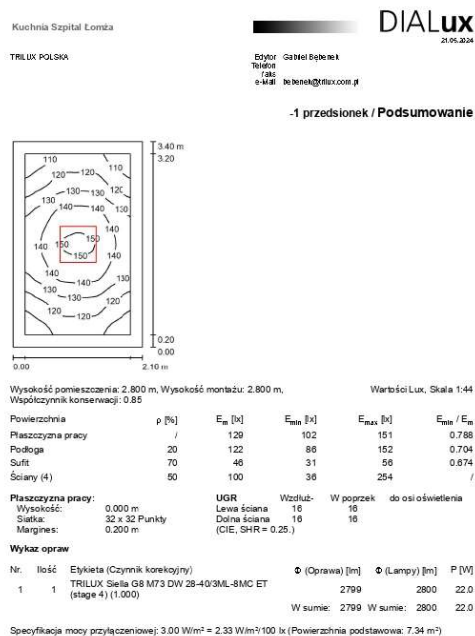 Kuchnia Szpital Łomża
DIALux
21.05.2024
TRILUX POLSKA
Edytor Gabriel Bębenek
Telefon
faks
e-Mail bebenek@trilux.com.pl
-1 przedsionek / Podsumowanie
3.40 m
3.20
110 110
120 120 120
130 130 130
140 140
150 150
140 140
150
140 140
130 130
130
120 120
0.20
0.00
0.00 2.10 m
Wysokość pomieszczenia: 2.800 m, Wysokość montażu: 2.800 m, Wartości Lux, Skala 1:44
Współczynnik konserwacji: 0.85
Powierzchnia ρ [%] Em [lx] Emin [lx] Emax [lx] Emin / Em
Płaszczyzna pracy / 129 102 151 0.788
Podłoga 20 122 86 152 0.704
Sufit 70 46 31 56 0.674
Ściany (4) 50 100 36 254 /
Płaszczyzna pracy: UGR Wzdłuż- W poprzek do osi oświetlenia
Wysokość: 0.000 m Lewa ściana 16 16
Siatka: 32 x 32 Punkty Dolna ściana 16 16
Margines: 0.200 m (CIE, SHR = 0.25.)
Wykaz opraw
Nr. Ilość Etykieta (Czynnik korekcyjny) Φ (Oprawa) [lm] Φ (Lampy) [lm] P [W]
1 1 TRILUX Siella G8 M73 DW 28-40/3ML-8MC ET (stage 4) (1.000) 2799 2800 22.0
W sumie: 2799 W sumie: 2800 22.0
Specyfikacja mocy przyłączeniowej: 3.00 W/m² = 2.33 W/m²/100 lx (Powierzchnia podstawowa: 7.34 m²)